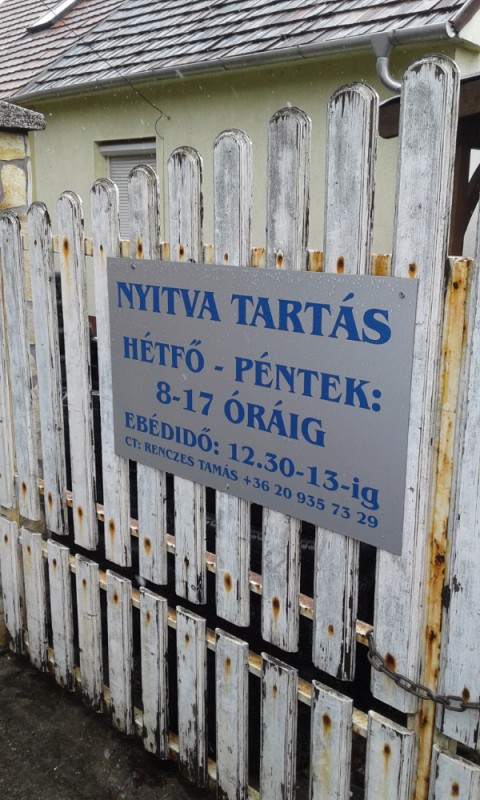 NYITVA TARTÁS
HÉTFŐ - PÉNTEK:
8-17 ÓRÁIG
EBÉDIDŐ: 12.30-13-ig
CT: RENCZES TAMÁS +36 20 935 73 29